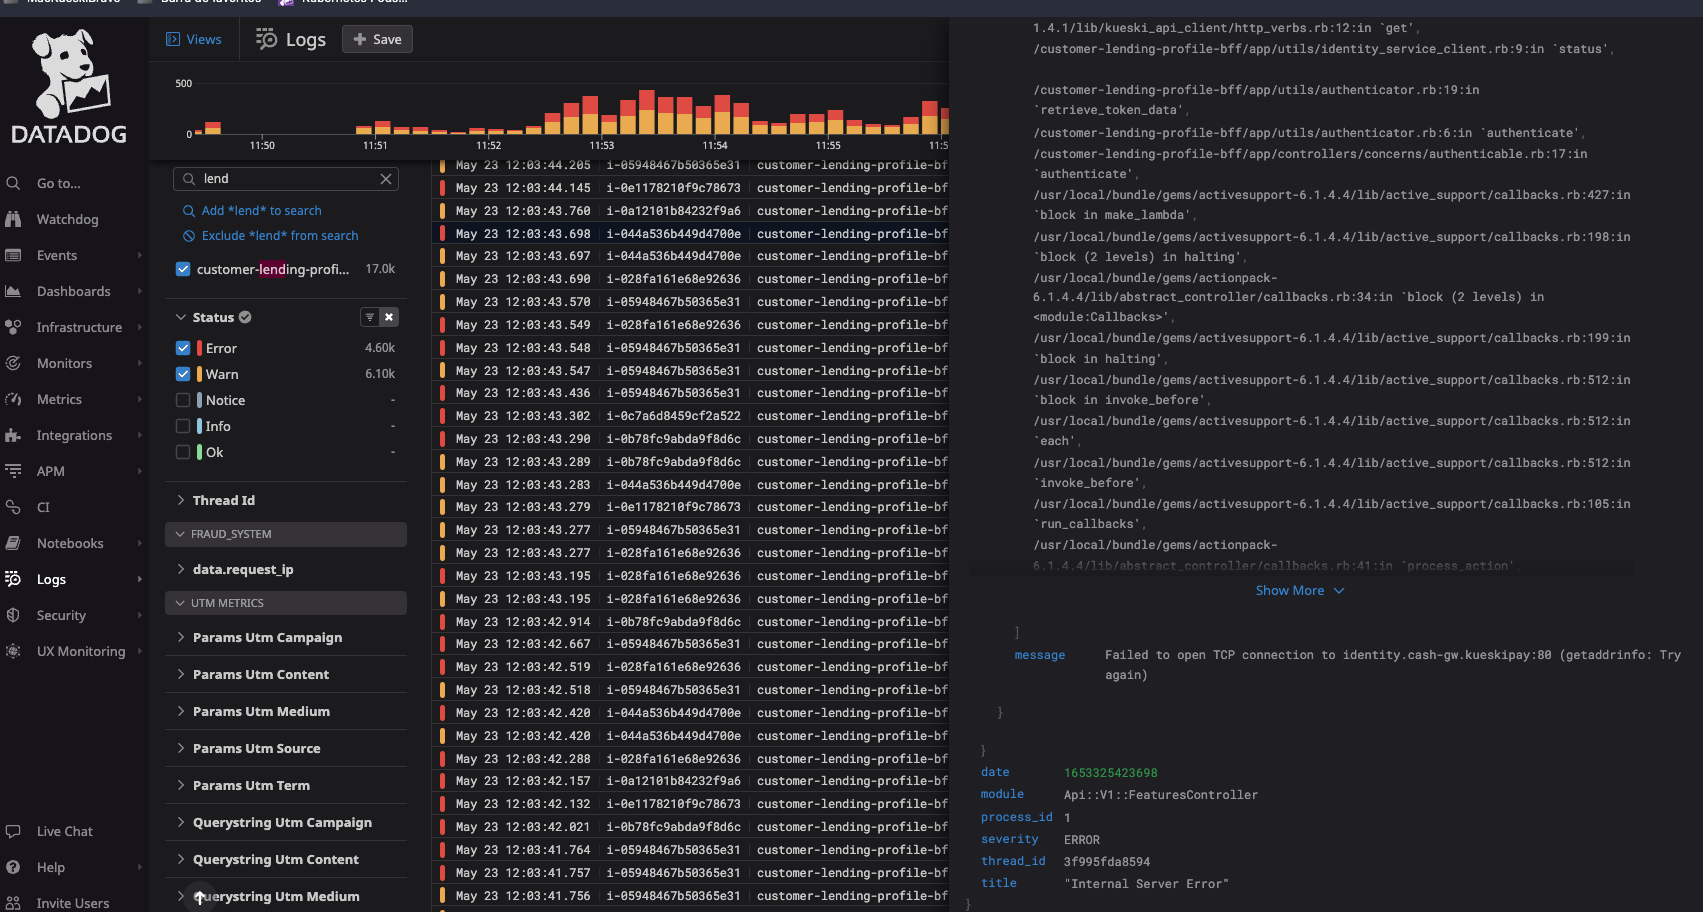 MacKueskiBravo
Barra de favoritos
Kubernetes Pods...
DATADOG
Go to...
Watchdog
Events
Dashboards
Infrastructure
Monitors
Metrics
Integrations
APM
CI
Notebooks
Logs
Security
UX Monitoring
Live Chat
Help
Invite Users
Views
Logs
+ Save
500
0
11:50
11:51
11:52
11:53
11:54
11:55
11:5
lend
Add *lend* to search
Exclude *lend* from search
customer-lending-profi... 17.0k
Status
Error 4.60k
Warn 6.10k
Notice -
Info -
Ok -
Thread Id
FRAUD_SYSTEM
data.request_ip
UTM METRICS
Params Utm Campaign
Params Utm Content
Params Utm Medium
Params Utm Source
Params Utm Term
Querystring Utm Campaign
Querystring Utm Content
Querystring Utm Medium
May 23 12:03:44.205 i-05948467b50365e31 customer-lending-profile-bf
May 23 12:03:44.145 i-0e1178210f9c78673 customer-lending-profile-bf
May 23 12:03:43.760 i-0a12101b84232f9a6 customer-lending-profile-bf
May 23 12:03:43.698 i-044a536b449d4700e customer-lending-profile-bf
May 23 12:03:43.697 i-044a536b449d4700e customer-lending-profile-bf
May 23 12:03:43.690 i-028fa161e68e92636 customer-lending-profile-bf
May 23 12:03:43.570 i-05948467b50365e31 customer-lending-profile-bf
May 23 12:03:43.549 i-028fa161e68e92636 customer-lending-profile-bf
May 23 12:03:43.548 i-05948467b50365e31 customer-lending-profile-bf
May 23 12:03:43.547 i-05948467b50365e31 customer-lending-profile-bf
May 23 12:03:43.436 i-05948467b50365e31 customer-lending-profile-bf
May 23 12:03:43.302 i-0c7a6d8459cf2a522 customer-lending-profile-bf
May 23 12:03:43.290 i-0b78fc9abda9f8d6c customer-lending-profile-bf
May 23 12:03:43.289 i-0b78fc9abda9f8d6c customer-lending-profile-bf
May 23 12:03:43.283 i-044a536b449d4700e customer-lending-profile-bf
May 23 12:03:43.279 i-0e1178210f9c78673 customer-lending-profile-bf
May 23 12:03:43.277 i-05948467b50365e31 customer-lending-profile-bf
May 23 12:03:43.277 i-028fa161e68e92636 customer-lending-profile-bf
May 23 12:03:43.195 i-028fa161e68e92636 customer-lending-profile-bf
May 23 12:03:43.195 i-028fa161e68e92636 customer-lending-profile-bf
May 23 12:03:42.914 i-0b78fc9abda9f8d6c customer-lending-profile-bf
May 23 12:03:42.667 i-05948467b50365e31 customer-lending-profile-bf
May 23 12:03:42.519 i-028fa161e68e92636 customer-lending-profile-bf
May 23 12:03:42.518 i-05948467b50365e31 customer-lending-profile-bf
May 23 12:03:42.420 i-044a536b449d4700e customer-lending-profile-bf
May 23 12:03:42.420 i-044a536b449d4700e customer-lending-profile-bf
May 23 12:03:42.288 i-028fa161e68e92636 customer-lending-profile-bf
May 23 12:03:42.157 i-0a12101b84232f9a6 customer-lending-profile-bf
May 23 12:03:42.132 i-0e1178210f9c78673 customer-lending-profile-bf
May 23 12:03:42.021 i-0b78fc9abda9f8d6c customer-lending-profile-bf
May 23 12:03:41.764 i-05948467b50365e31 customer-lending-profile-bf
May 23 12:03:41.757 i-05948467b50365e31 customer-lending-profile-bf
May 23 12:03:41.756 i-05948467b50365e31 customer-lending-profile-bf
1.4.1/lib/kueski_api_client/http_verbs.rb:12:in `get',
/customer-lending-profile-bff/app/utils/identity_service_client.rb:9:in `status',
/customer-lending-profile-bff/app/utils/authenticator.rb:19:in
`retrieve_token_data',
/customer-lending-profile-bff/app/utils/authenticator.rb:6:in `authenticate',
/customer-lending-profile-bff/app/controllers/concerns/authenticable.rb:17:in
`authenticate',
/usr/local/bundle/gems/activesupport-6.1.4.4/lib/active_support/callbacks.rb:427:in
`block in make_lambda',
/usr/local/bundle/gems/activesupport-6.1.4.4/lib/active_support/callbacks.rb:198:in
`block (2 levels) in halting',
/usr/local/bundle/gems/actionpack-
6.1.4.4/lib/abstract_controller/callbacks.rb:34:in `block (2 levels) in
<module:Callbacks>',
/usr/local/bundle/gems/activesupport-6.1.4.4/lib/active_support/callbacks.rb:199:in
`block in halting',
/usr/local/bundle/gems/activesupport-6.1.4.4/lib/active_support/callbacks.rb:512:in
`block in invoke_before',
/usr/local/bundle/gems/activesupport-6.1.4.4/lib/active_support/callbacks.rb:512:in
`each',
/usr/local/bundle/gems/activesupport-6.1.4.4/lib/active_support/callbacks.rb:512:in
`invoke_before',
/usr/local/bundle/gems/activesupport-6.1.4.4/lib/active_support/callbacks.rb:105:in
`run_callbacks',
/usr/local/bundle/gems/actionpack-
6.1.4.4/lib/abstract_controller/callbacks.rb:41:in `process_action',
Show More
]
message Failed to open TCP connection to identity.cash-gw.kueskipay:80 (getaddrinfo: Try
again)
}
}
date 1653325423698
module Api::V1::FeaturesController
process_id 1
severity ERROR
thread_id 3f995fda8594
title "Internal Server Error"
}